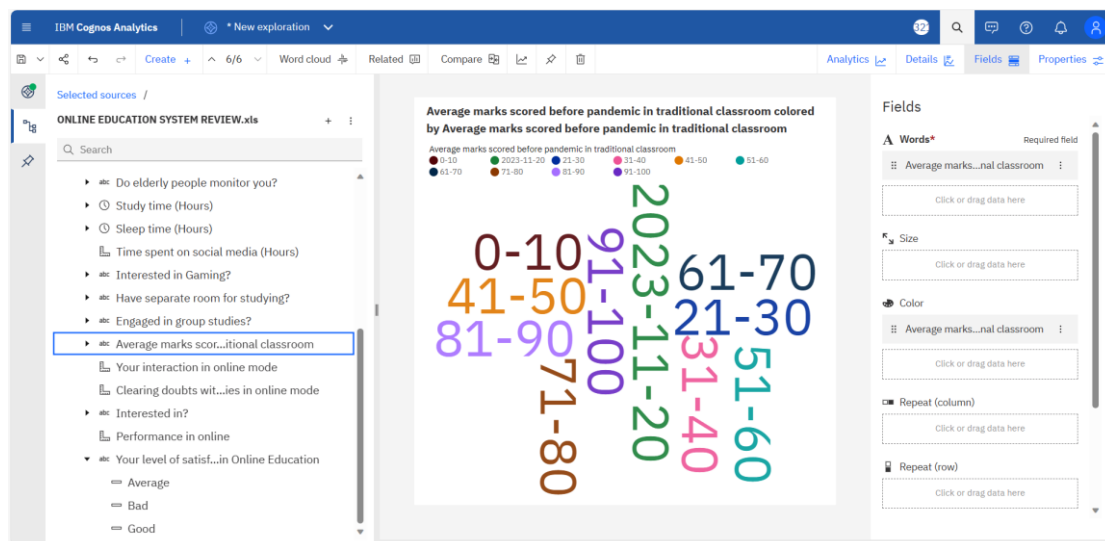 IBM Cognos Analytics
* New exploration
Create +
6/6
Word cloud
Related
Compare
Analytics
Details
Fields
Properties
Selected sources /
ONLINE EDUCATION SYSTEM REVIEW.xls
Search
abc Do elderly people monitor you?
Study time (Hours)
Sleep time (Hours)
Time spent on social media (Hours)
abc Interested in Gaming?
abc Have separate room for studying?
abc Engaged in group studies?
abc Average marks scor...itional classroom
Your interaction in online mode
Clearing doubts wit...ies in online mode
abc Interested in?
Performance in online
abc Your level of satisf...in Online Education
Average
Bad
Good
Average marks scored before pandemic in traditional classroom colored
by Average marks scored before pandemic in traditional classroom
Average marks scored before pandemic in traditional classroom
0-10 2023-11-20 21-30 31-40 41-50 51-60
61-70 71-80 81-90 91-100
0-10
41-50
81-90
71-80
91-100
2023-11-20
61-70
21-30
31-40
51-60
Fields
A Words* Required field
Average marks...nal classroom
Click or drag data here
Size
Click or drag data here
Color
Average marks...nal classroom
Click or drag data here
Repeat (column)
Click or drag data here
Repeat (row)
Click or drag data here